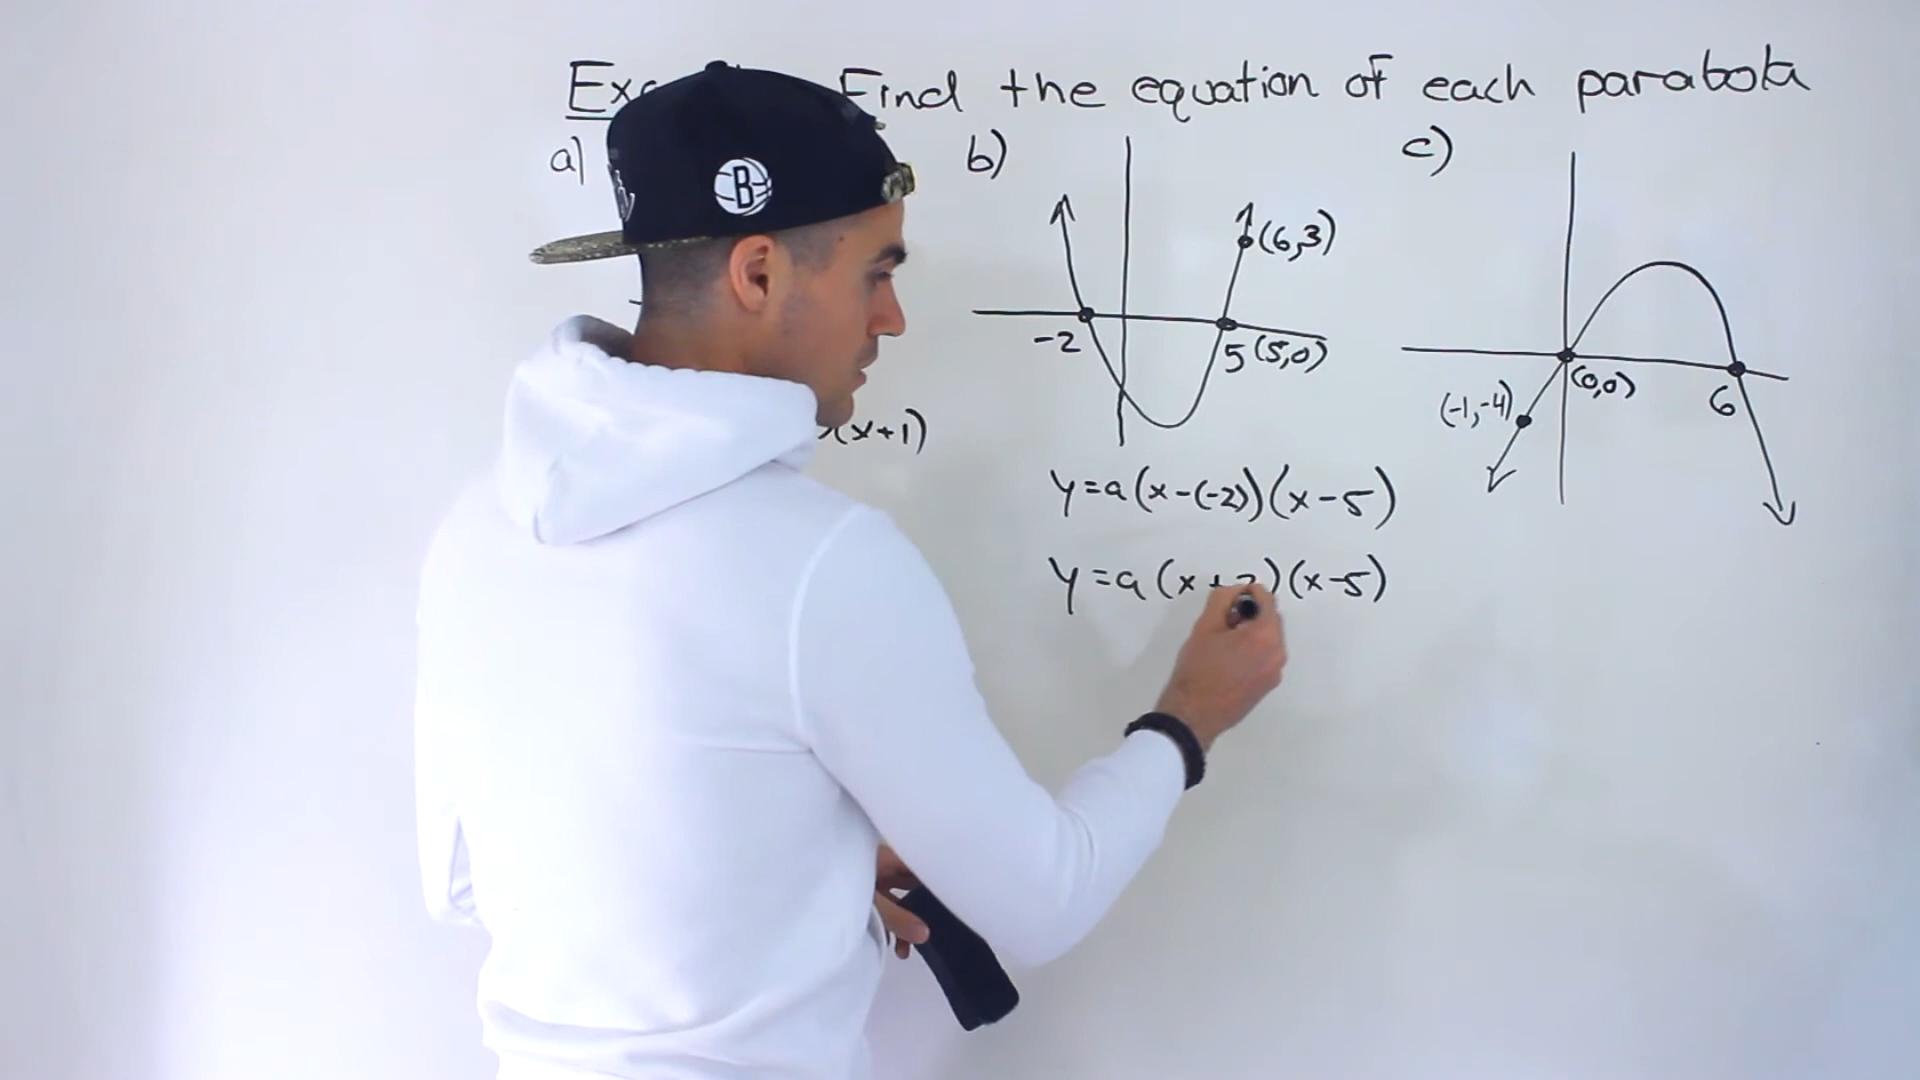 Find the equation of each parabola
a)
(x+1)
b)
(6,3)
-2
5 (5,0)
y=a(x-(-2))(x-5)
y=a(x+2)(x-5)
c)
(0,0)
(-1,-4)
6
B